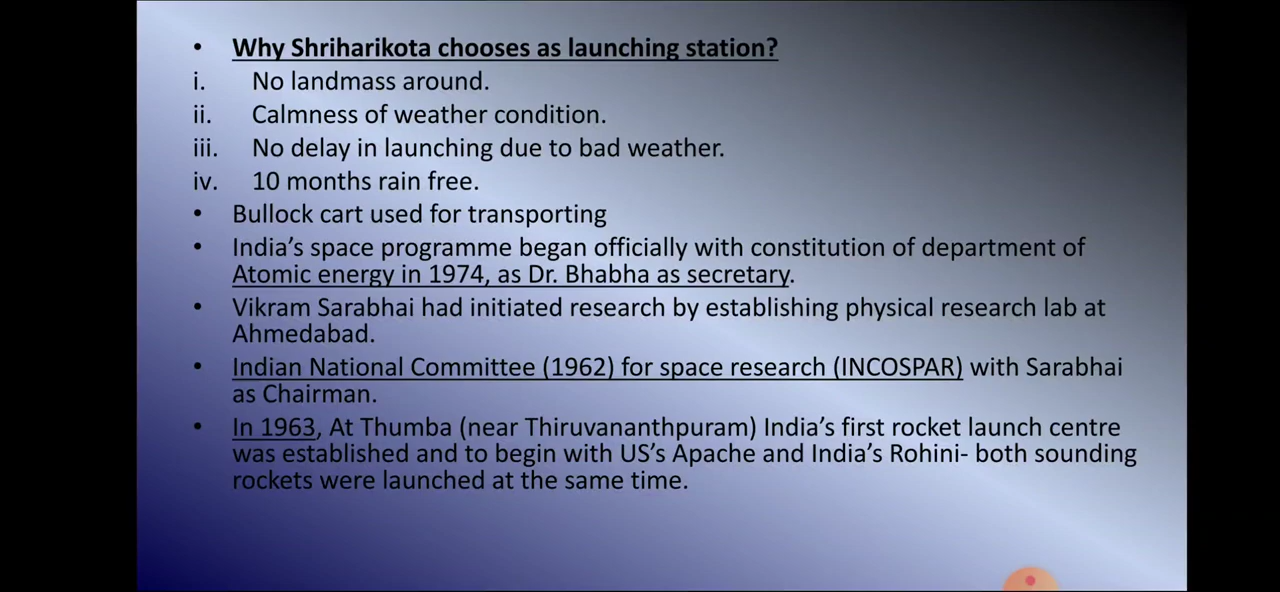 • Why Shriharikota chooses as launching station?
i. No landmass around.
ii. Calmness of weather condition.
iii. No delay in launching due to bad weather.
iv. 10 months rain free.
• Bullock cart used for transporting
• India's space programme began officially with constitution of department of
Atomic energy in 1974, as Dr. Bhabha as secretary.
• Vikram Sarabhai had initiated research by establishing physical research lab at
Ahmedabad.
• Indian National Committee (1962) for space research (INCOSPAR) with Sarabhai
as Chairman.
• In 1963, At Thumba (near Thiruvananthpuram) India's first rocket launch centre
was established and to begin with US's Apache and India's Rohini- both sounding
rockets were launched at the same time.